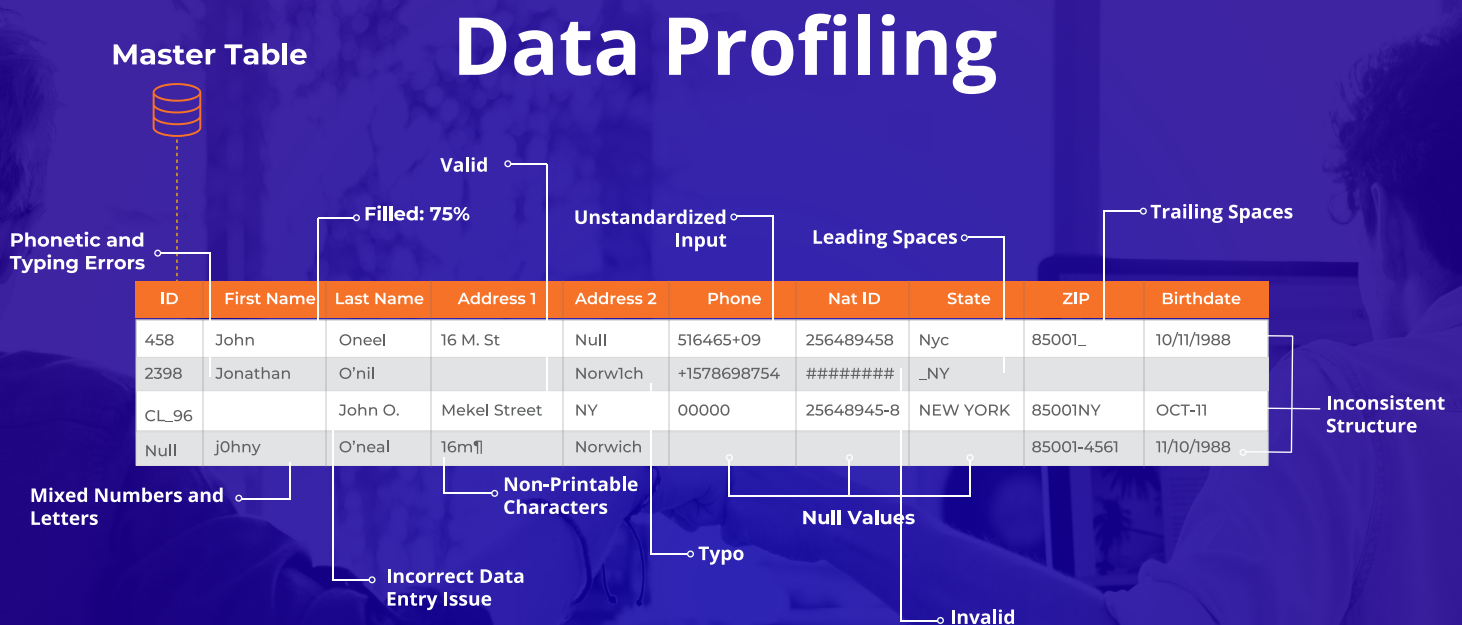 Data Profiling
Master Table
Valid
Filled: 75%
Unstandardized
Input
Leading Spaces
Trailing Spaces
Phonetic and
Typing Errors
ID First Name Last Name Address 1 Address 2 Phone Nat ID State ZIP Birthdate
458 John Oneel 16 M. St Null 516465+09 256489458 Nyc 85001_ 10/11/1988
2398 Jonathan O’nil Norw1ch +1578698754 ######## _NY
CL_96 John O. Mekel Street NY 00000 25648945-8 NEW YORK 85001NY OCT-11
Null j0hny O’neal 16m¶ Norwich 85001-4561 11/10/1988
Inconsistent
Structure
Mixed Numbers and
Letters
Non-Printable
Characters
Null Values
Typo
Incorrect Data
Entry Issue
Invalid